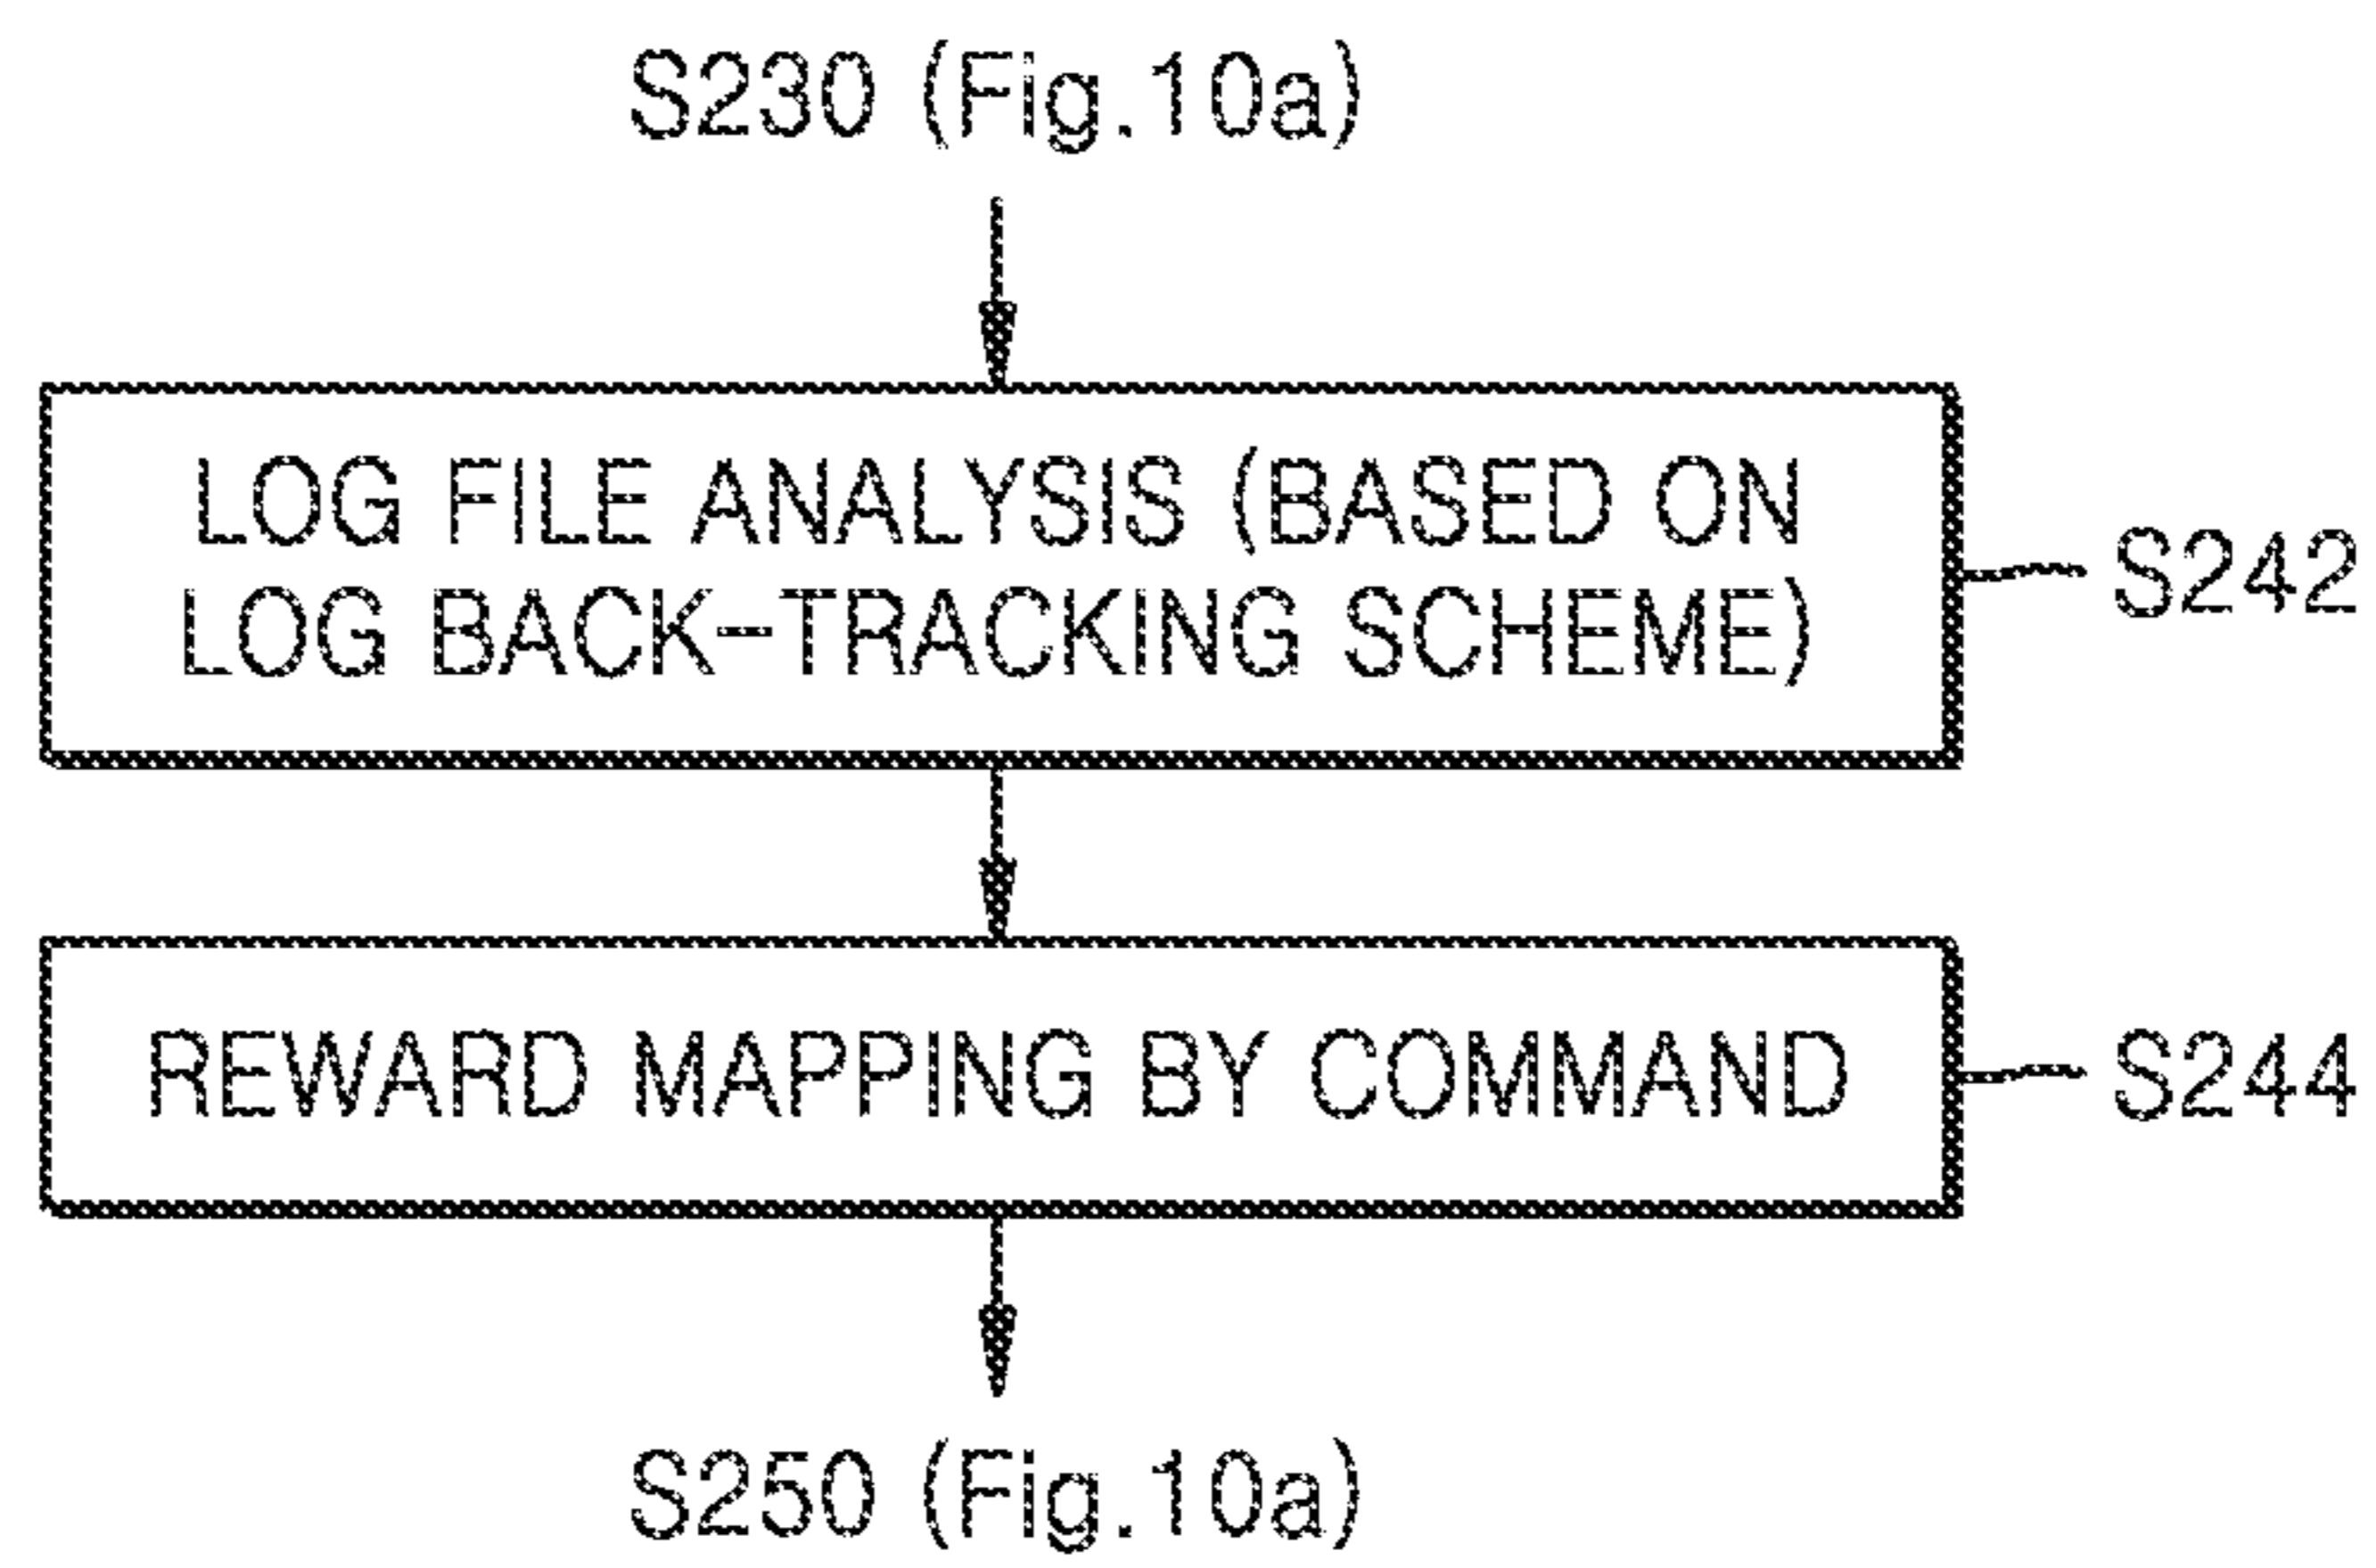 S230 (Fig.10a)
LOG FILE ANALYSIS (BASED ON
LOG BACK-TRACKING SCHEME)
S242
REWARD MAPPING BY COMMAND
S244
S250 (Fig.10a)